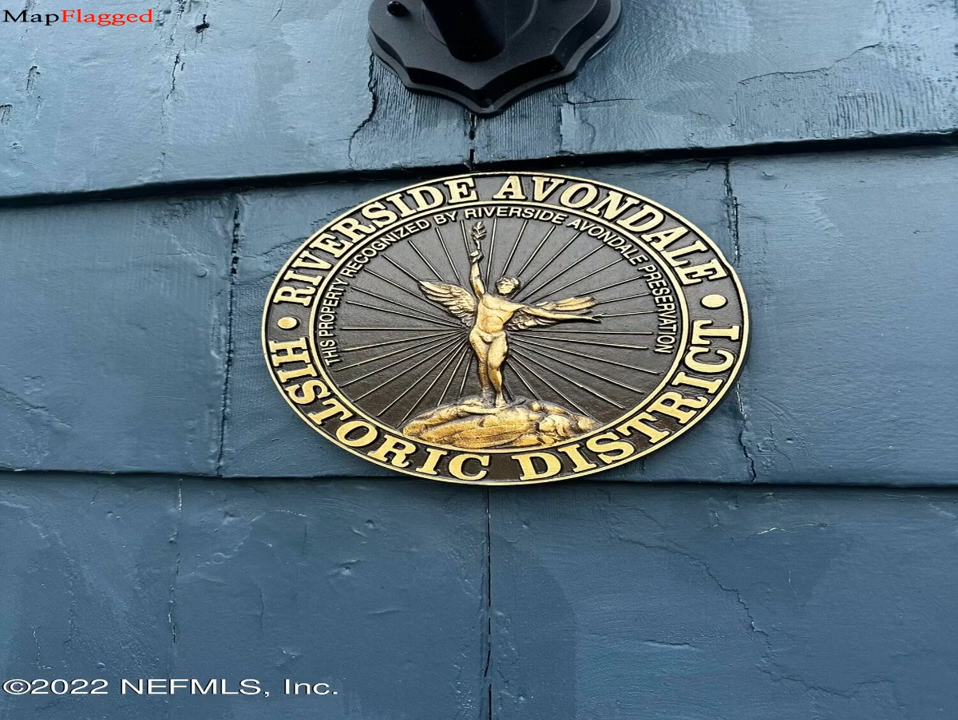 MapFlagged
RIVERSIDE AVONDALE
THIS PROPERTY RECOGNIZED BY RIVERSIDE AVONDALE PRESERVATION
HISTORIC DISTRICT
©2022 NEFMLS, Inc.